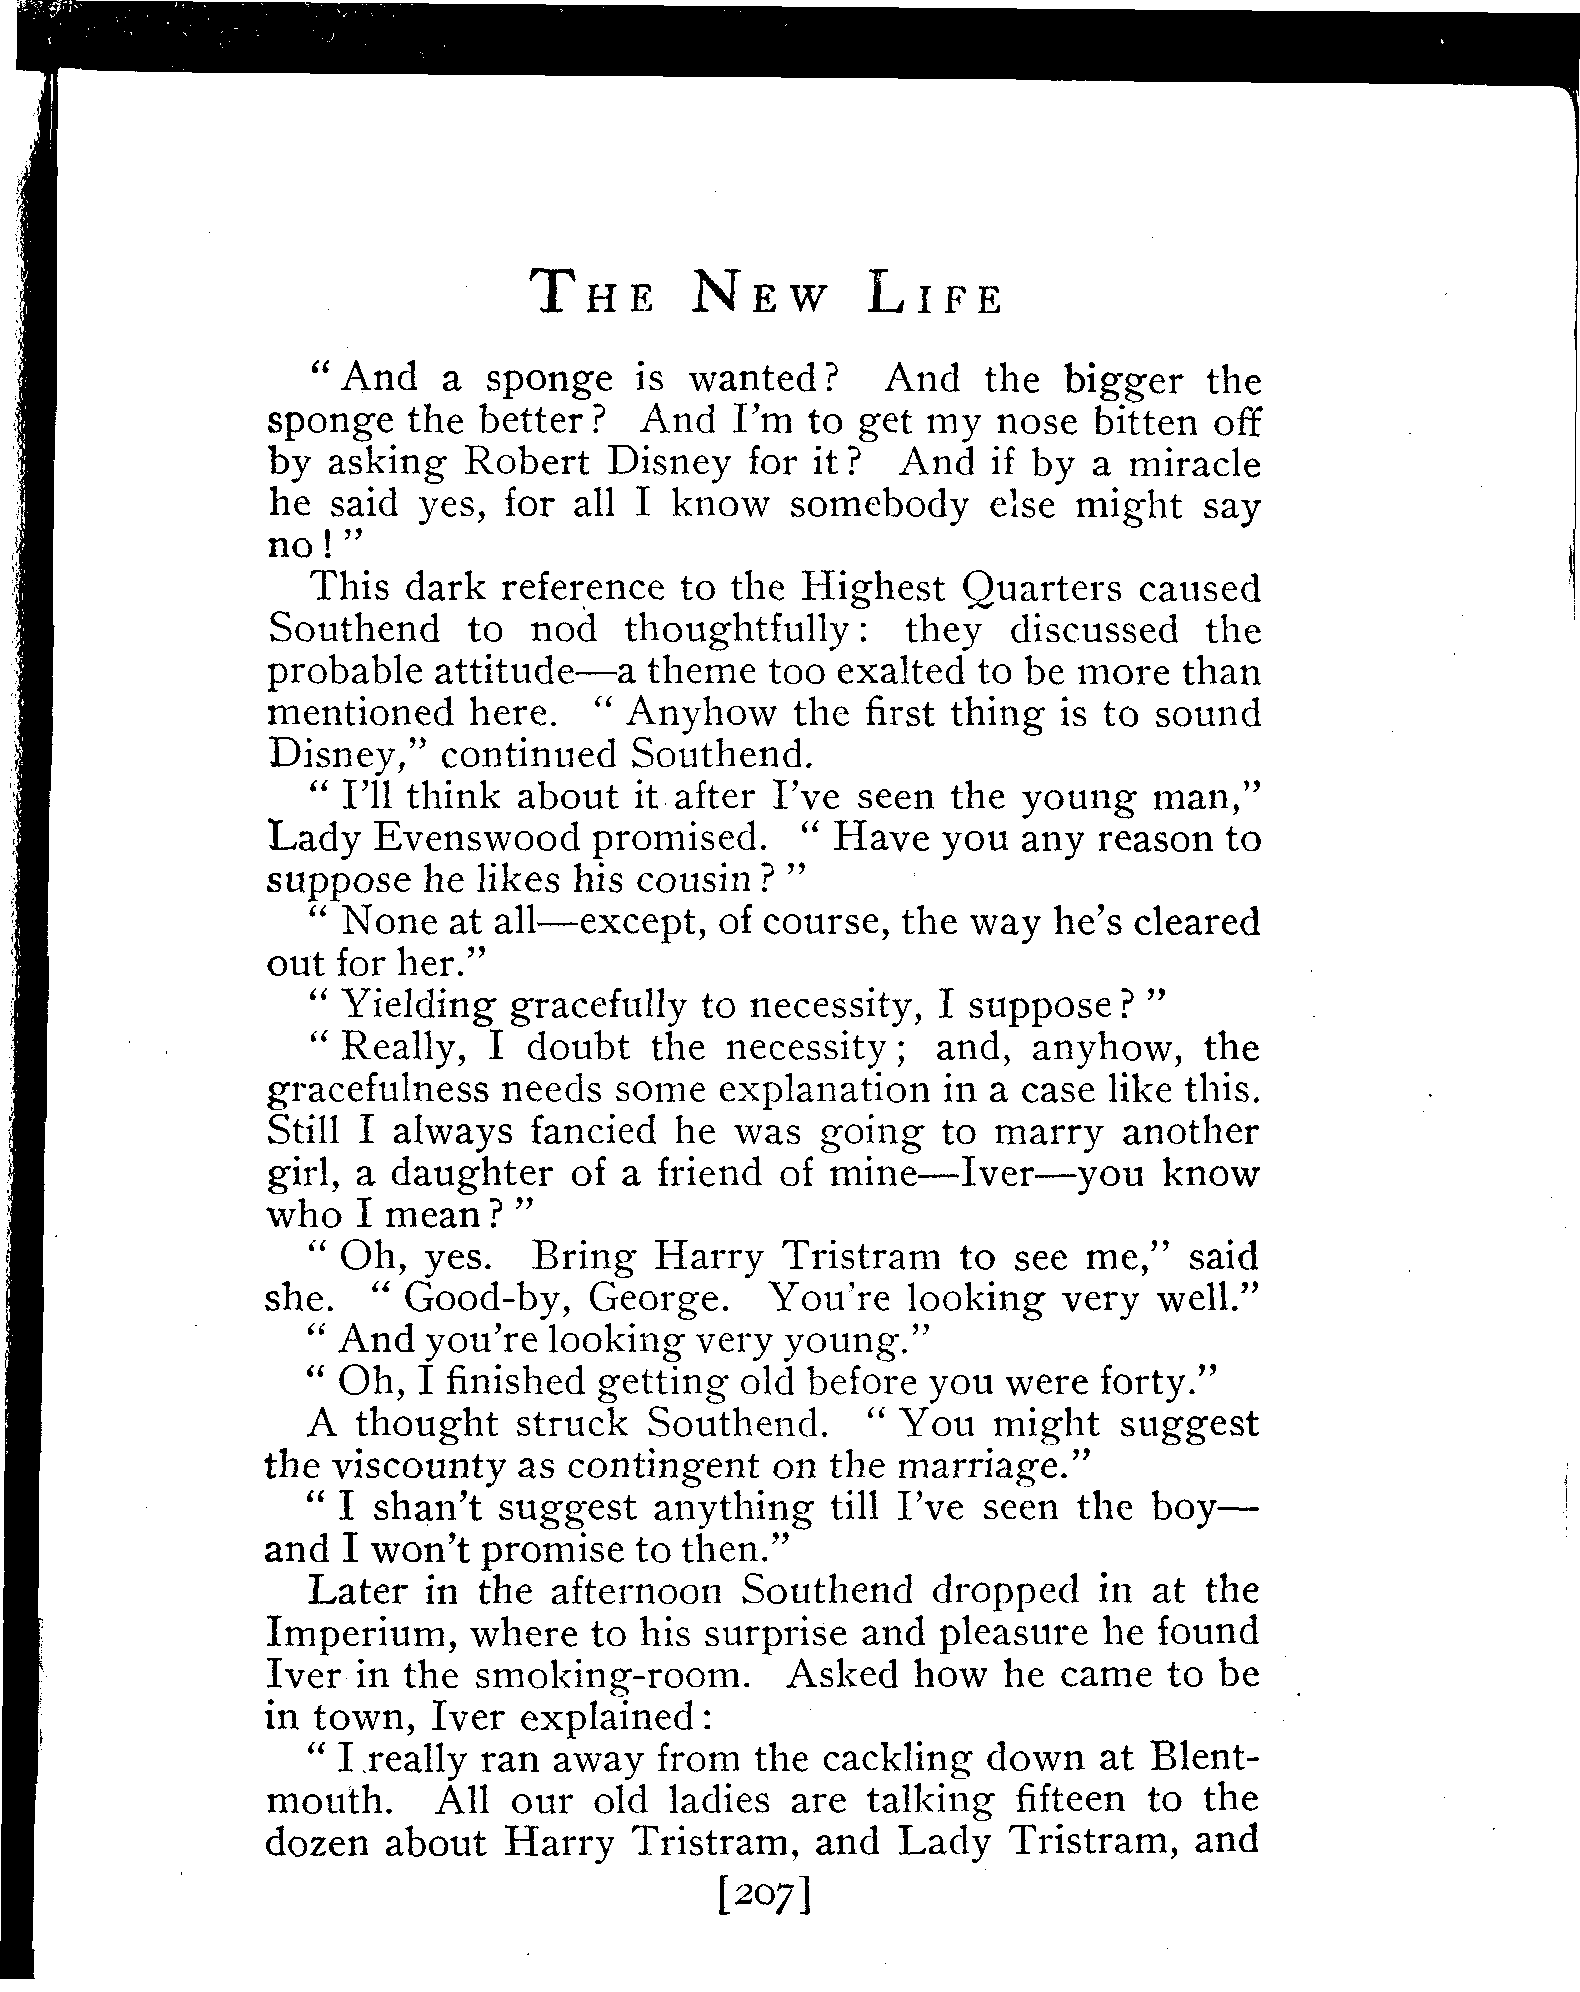 The New Life
“ And a sponge is wanted? And the bigger the
sponge the better? And I’m to get my nose bitten off
by asking Robert Disney for it? And if by a miracle
he said yes, for all I know somebody else might say
no! ”
This dark reference to the Highest Quarters caused
Southend to nod thoughtfully: they discussed the
probable attitude—a theme too exalted to be more than
mentioned here. “ Anyhow the first thing is to sound
Disney,” continued Southend.
“ I’ll think about it after I’ve seen the young man,”
Lady Evenswood promised. “ Have you any reason to
suppose he likes his cousin? ”
“ None at all—except, of course, the way he’s cleared
out for her.”
“ Yielding gracefully to necessity, I suppose? ”
“ Really, I doubt the necessity; and, anyhow, the
gracefulness needs some explanation in a case like this.
Still I always fancied he was going to marry another
girl, a daughter of a friend of mine—Iver—you know
who I mean? ”
“ Oh, yes. Bring Harry Tristram to see me,” said
she. “ Good-by, George. You’re looking very well.”
“ And you’re looking very young.”
“ Oh, I finished getting old before you were forty.”
A thought struck Southend. “ You might suggest
the viscounty as contingent on the marriage.”
“ I shan’t suggest anything till I’ve seen the boy—
and I won’t promise to then.”
Later in the afternoon Southend dropped in at the
Imperium, where to his surprise and pleasure he found
Iver in the smoking-room. Asked how he came to be
in town, Iver explained:
“ I really ran away from the cackling down at Blent-
mouth. All our old ladies are talking fifteen to the
dozen about Harry Tristram, and Lady Tristram, and
[207]